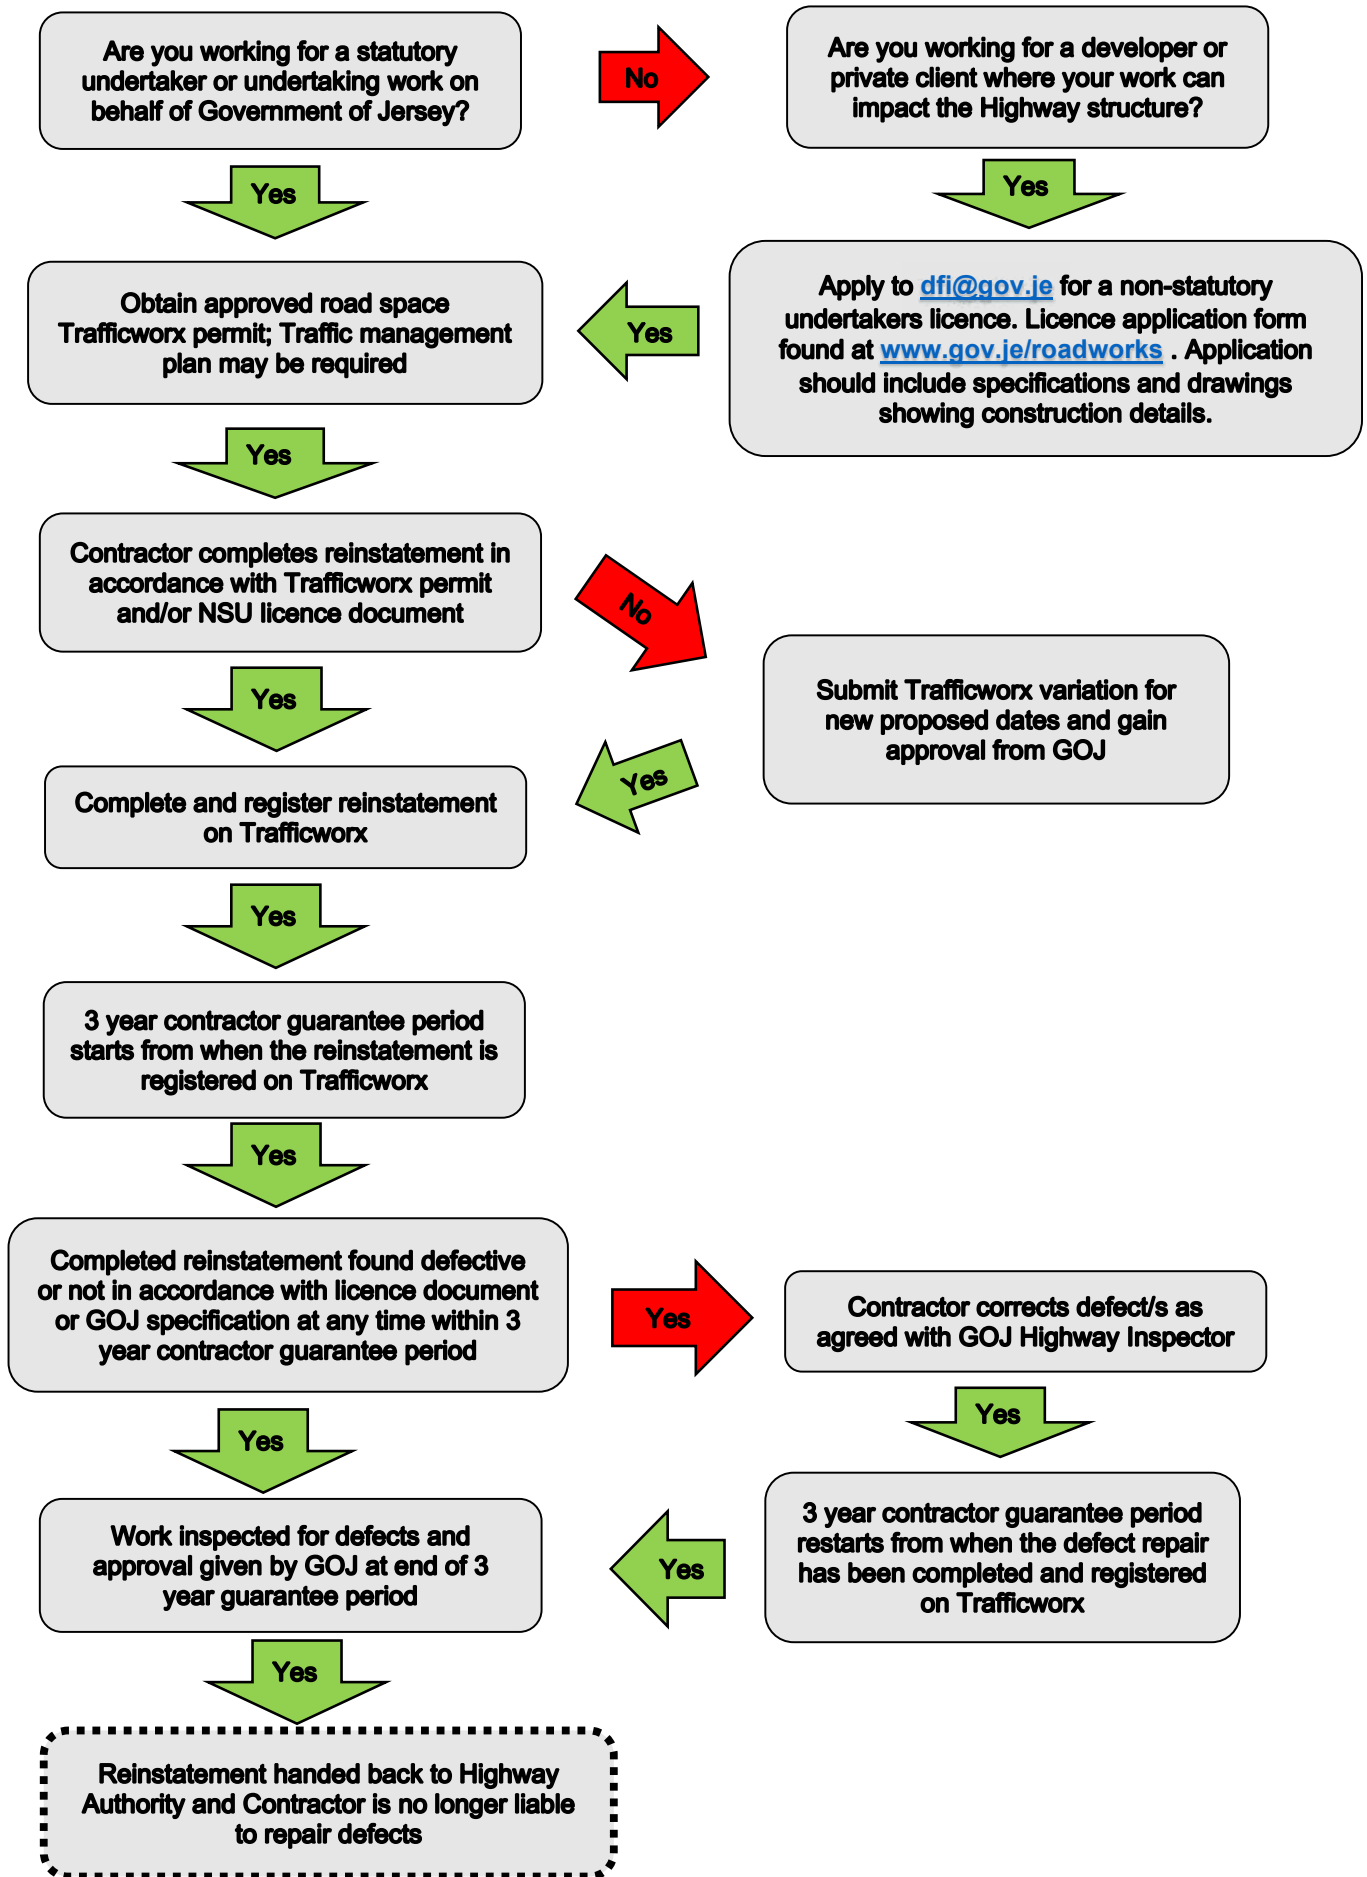 Are you working for a statutory
undertaker or undertaking work on
behalf of Government of Jersey?
No
Are you working for a developer or
private client where your work can
impact the Highway structure?
Yes
Yes
Obtain approved road space
Trafficworx permit; Traffic management
plan may be required
Yes
Apply to dfi@gov.je for a non-statutory
undertakers licence. Licence application form
found at www.gov.je/roadworks . Application
should include specifications and drawings
showing construction details.
Yes
Contractor completes reinstatement in
accordance with Trafficworx permit
and/or NSU licence document
No
Submit Trafficworx variation for
new proposed dates and gain
approval from GOJ
Yes
Yes
Complete and register reinstatement
on Trafficworx
Yes
3 year contractor guarantee period
starts from when the reinstatement is
registered on Trafficworx
Yes
Completed reinstatement found defective
or not in accordance with licence document
or GOJ specification at any time within 3
year contractor guarantee period
Yes
Contractor corrects defect/s as
agreed with GOJ Highway Inspector
Yes
Yes
Work inspected for defects and
approval given by GOJ at end of 3
year guarantee period
Yes
3 year contractor guarantee period
restarts from when the defect repair
has been completed and registered
on Trafficworx
Yes
Reinstatement handed back to Highway
Authority and Contractor is no longer liable
to repair defects